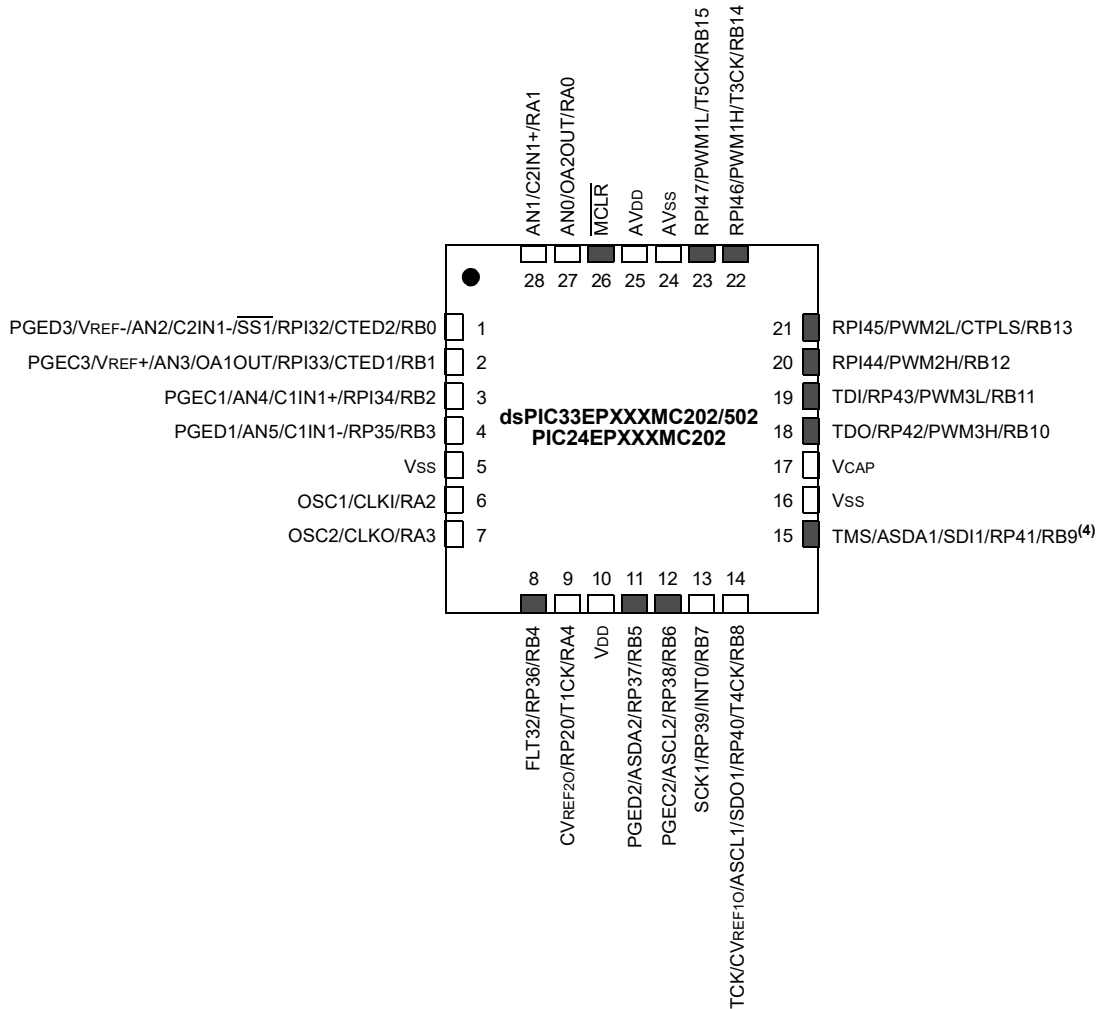 AN1/C2IN1+/RA1
AN0/OA2OUT/RA0
MCLR
AVDD
AVSS
RPI47/PWM1L/T5CK/RB15
RPI46/PWM1H/T3CK/RB14
28 27 26 25 24 23 22
PGED3/VREF-/AN2/C2IN1-/SS1/RPI32/CTED2/RB0 1
PGEC3/VREF+/AN3/OA1OUT/RPI33/CTED1/RB1 2
PGEC1/AN4/C1IN1+/RPI34/RB2 3
PGED1/AN5/C1IN1-/RP35/RB3 4
VSS 5
OSC1/CLKI/RA2 6
OSC2/CLKO/RA3 7
dsPIC33EPXXXMC202/502
PIC24EPXXXMC202
21 RPI45/PWM2L/CTPLS/RB13
20 RPI44/PWM2H/RB12
19 TDI/RP43/PWM3L/RB11
18 TDO/RP42/PWM3H/RB10
17 VCAP
16 VSS
15 TMS/ASDA1/SDI1/RP41/RB9(4)
8 9 10 11 12 13 14
FLT32/RP36/RB4
CVREF2O/RP20/T1CK/RA4
VDD
PGED2/ASDA2/RP37/RB5
PGEC2/ASCL2/RP38/RB6
SCK1/RP39/INT0/RB7
TCK/CVREF1O/ASCL1/SDO1/RP40/T4CK/RB8